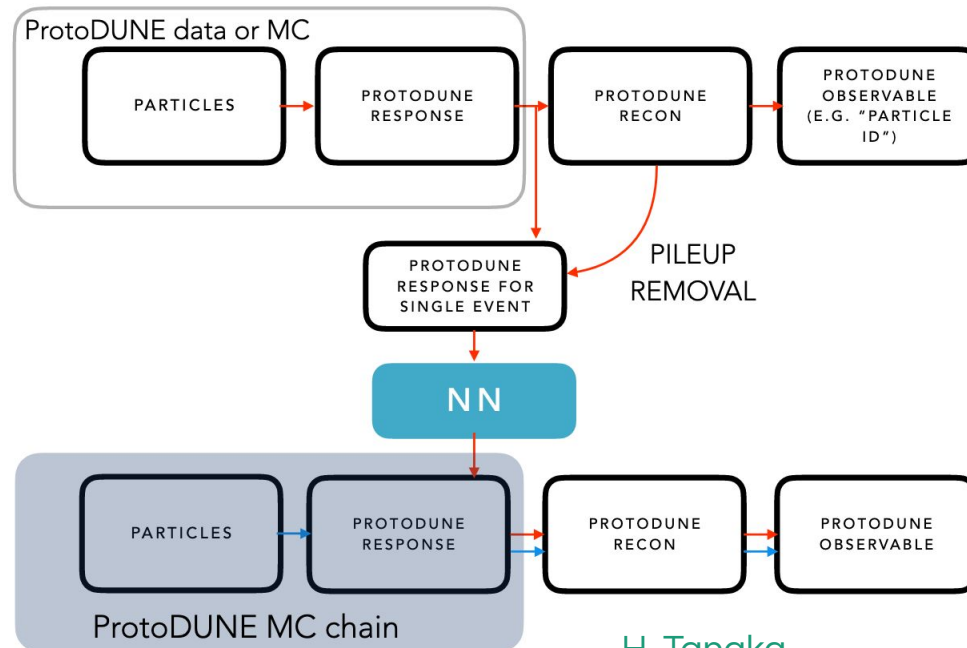 ProtoDUNE data or MC
PARTICLES
PROTODUNE
RESPONSE
PROTODUNE
RECON
PROTODUNE
OBSERVABLE
(E.G. "PARTICLE
ID")
PROTODUNE
RESPONSE FOR
SINGLE EVENT
PILEUP
REMOVAL
NN
PARTICLES
PROTODUNE
RESPONSE
PROTODUNE
RECON
PROTODUNE
OBSERVABLE
ProtoDUNE MC chain
H. Tanaka